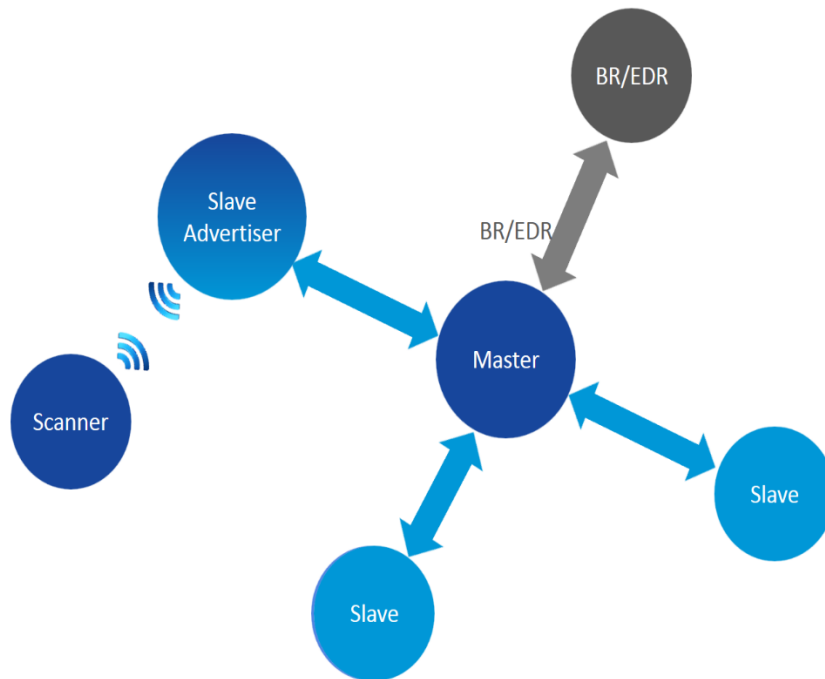 BR/EDR
Slave
Advertiser
BR/EDR
Master
Scanner
Slave
Slave